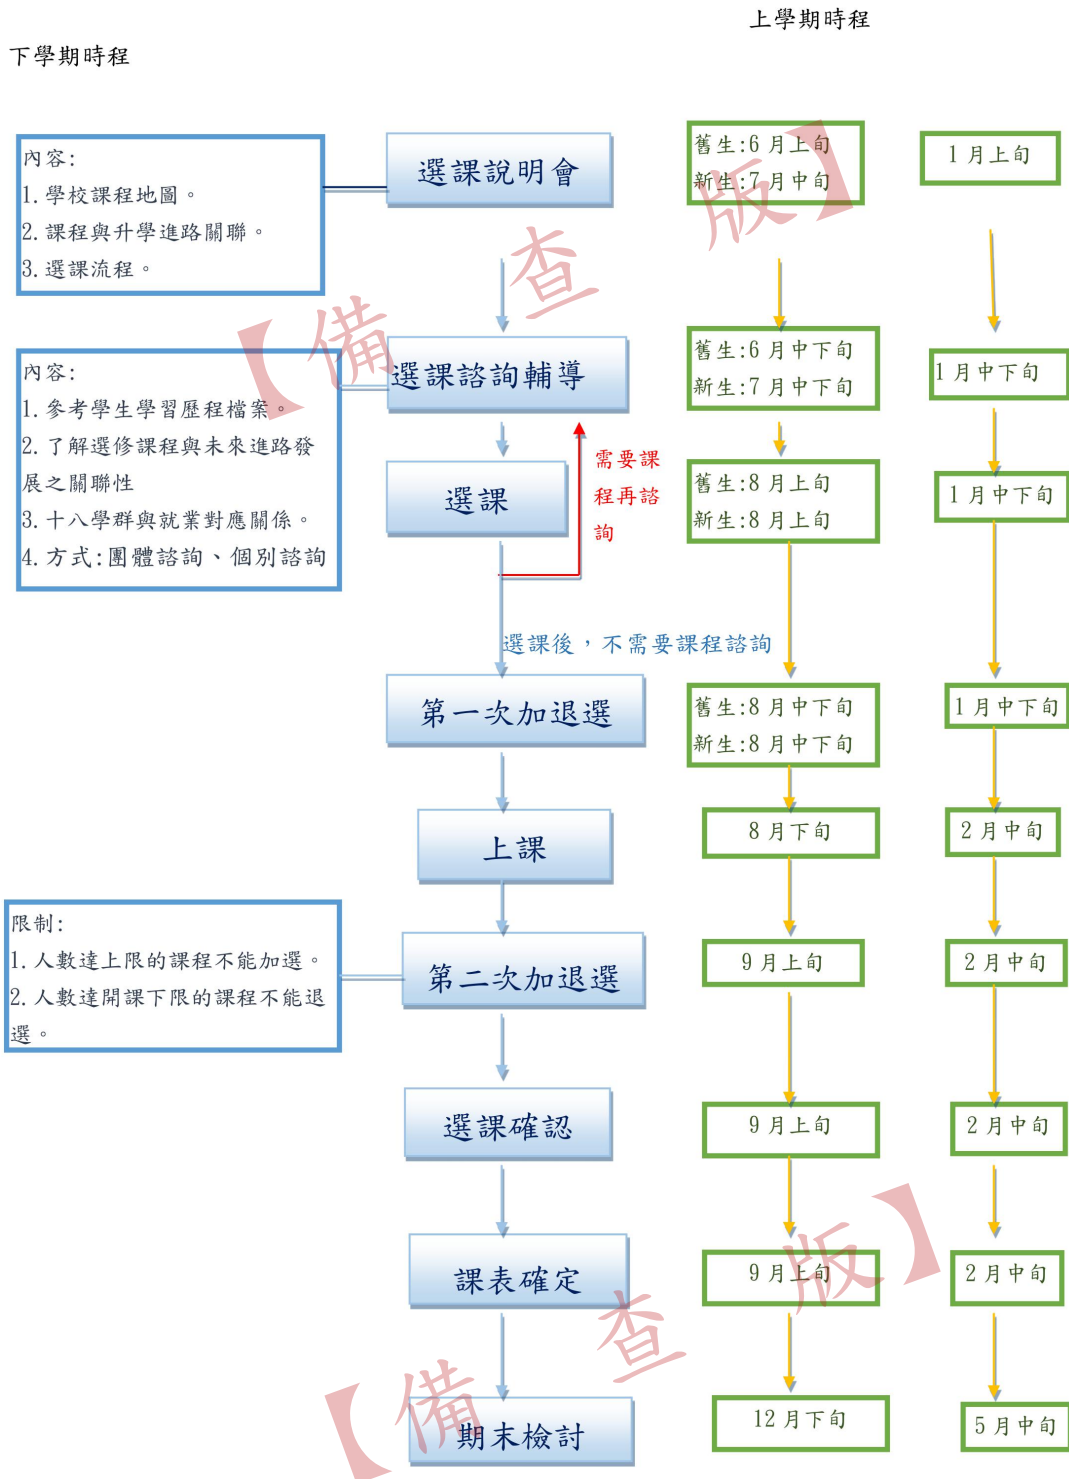 上學期時程
下學期時程
內容:
1.學校課程地圖。
2.課程與升學進路關聯。
3.選課流程。
選課說明會
舊生:6月上旬
新生:7月中旬
1月上旬
內容:
1.參考學生學習歷程檔案。
2.了解選修課程與未來進路發
展之關聯性
3.十八學群與就業對應關係。
4.方式:團體諮詢、個別諮詢
選課諮詢輔導
舊生:6月中下旬
新生:7月中下旬
1月中下旬
需要課
程再諮
詢
選課
舊生:8月上旬
新生:8月上旬
1月中下旬
選課後，不需要課程諮詢
第一次加退選
舊生:8月中下旬
新生:8月中下旬
1月中下旬
上課
8月下旬
2月中旬
限制:
1.人數達上限的課程不能加選。
2.人數達開課下限的課程不能退
選。
第二次加退選
9月上旬
2月中旬
選課確認
9月上旬
2月中旬
課表確定
9月上旬
2月中旬
期末檢討
12月下旬
5月中旬
【備查版】
【備查版】